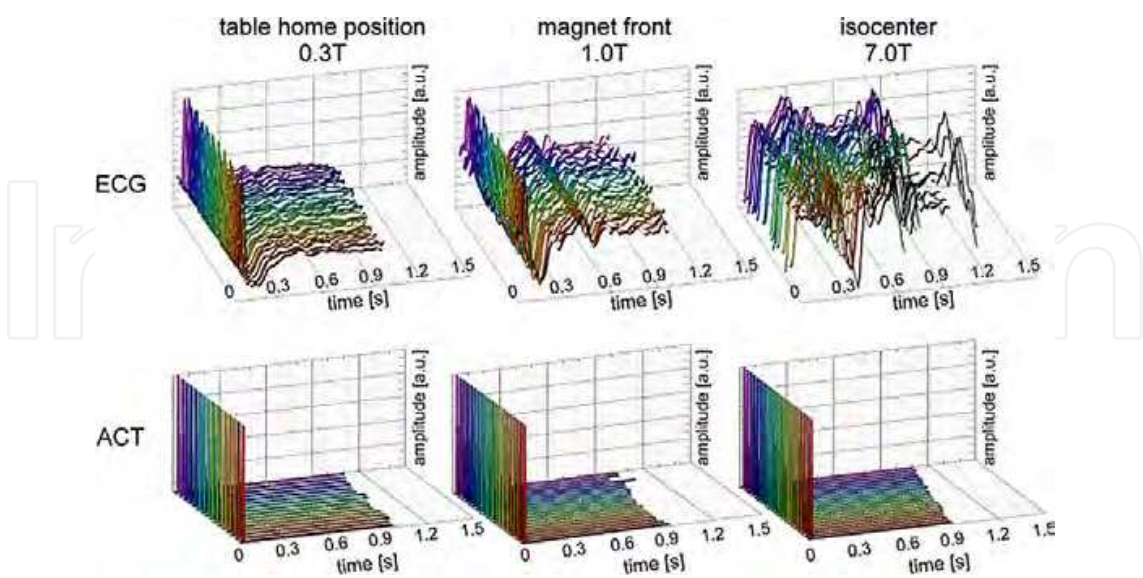 table home position magnet front isocenter
0.3T 1.0T 7.0T
ECG
amplitude [a.u.] amplitude [a.u.] amplitude [a.u.]
0 0.3 0.6 0.9 1.2 1.5 0 0.3 0.6 0.9 1.2 1.5 0 0.3 0.6 0.9 1.2 1.5
time [s] time [s] time [s]
ACT
amplitude [a.u.] amplitude [a.u.] amplitude [a.u.]
0 0.3 0.6 0.9 1.2 1.5 0 0.3 0.6 0.9 1.2 1.5 0 0.3 0.6 0.9 1.2 1.5
time [s] time [s] time [s]